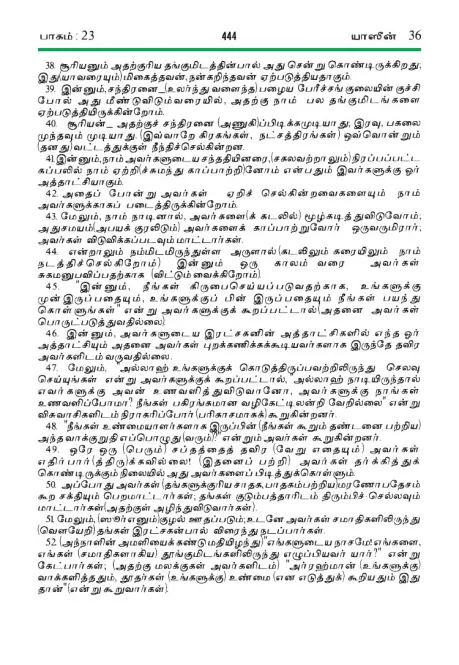 பாகம் : 23 444 யாஸீன் 36
38. சூரியனும் அதற்குரிய தங்குமிடத்தின்பால் அது சென்று கொண்டிருக்கிறது;
இது(யாவரையும்) மிகைத்தவன், நன்கறிந்தவன் ஏற்படுத்தியதாகும்.
39. இன்னும், சந்திரனை_(உலர்ந்து வளைந்த) பழைய பேரீச்சங்குலையின் குச்சி
போல் அது மீண்டுவிடும்வரையில், அதற்கு நாம் பல தங்குமிடங்களை
ஏற்படுத்தியிருக்கின்றோம்.
40. சூரியன்_ அதற்குச் சந்திரனை (அணுகி)ப்பிடிக்கமுடியாது; இரவு, பகலை
முந்தவும் முடியாது. (இவ்வாறே கிரகங்கள், நட்சத்திரங்கள்) ஒவ்வொன்றும்
(தனது) வட்டத்துக்குள் நீந்திச்செல்கின்றன.
41.இன்னும், நாம் அவர்களுடைய சந்ததியினரை, (சகலவற்றாலும்) நிரப்பப்பட்ட
கப்பலில் நாம் ஏற்றி(ச்சுமந்து காப்பாற்றி)னோம் என்பதும் இவர்களுக்கு ஓர்
அத்தாட்சியாகும்.
42. அதைப் போன்று அவர்கள் ஏறிச் செல்கின்றவைகளையும் நாம்
அவர்களுக்காகப் படைத்திருக்கின்றோம்.
43. மேலும், நாம் நாடினால், அவர்களை(க் கடலில்) மூழ்கடித்துவிடுவோம்;
அதுசமயம்(அபயக் குரலிடும்) அவர்களைக் காப்பாற்றுவோர் ஒருவருமிரார்;
அவர்கள் விடுவிக்கப்படவுமாட்டார்கள்.
44. என்றாலும் நம்மிடமிருந்துள்ள அருளால் (கடலிலும் கரையிலும் நாம்
நடத்திச்செல்கிறோம்) இன்னும் ஒரு காலம் வரை அவர்கள்
சுகமனுபவிப்பதற்காக (விட்டும்வைக்கிறோம்).
45. "இன்னும், நீங்கள் கிருபைசெய்யப்படுவதற்காக, உங்களுக்கு
முன்இருப்பதையும், உங்களுக்குப் பின் இருப்பதையும் நீங்கள் பயந்து
கொள்ளுங்கள்" என்று அவர்களுக்குக் கூறப்பட்டால்(அதனை அவர்கள்
பொருட்படுத்துவதில்லை).
46. இன்னும், அவர்களுடைய இரட்சகனின் அத்தாட்சிகளில் எந்த ஓர்
அத்தாட்சியும் அதனை அவர்கள் புறக்கணிக்கக்கூடியவர்களாக இருந்தே தவிர
அவர்களிடம் வருவதில்லை.
47. மேலும், "அல்லாஹ் உங்களுக்குக் கொடுத்திருப்பவற்றிலிருந்து செலவு
செய்யுங்கள்" என்று அவர்களுக்குக் கூறப்பட்டால், "அல்லாஹ் நாடியிருந்தால்
எவர்களுக்கு அவன் உணவளித்துவிடுவானோ, அவர்களுக்கு நாங்கள்
உணவளிப்போமா? நீங்கள் பகிரங்கமான வழிகேட்டிலன்றி வேறில்லை" என்று
விசுவாசிகளிடம் நிராகரிப்போர் (பரிகாசமாகக்) கூறுகின்றனர்.
48. "நீங்கள் உண்மையாளர்களாக இருப்பின் (நீங்கள் கூறும் தண்டனை பற்றிய)
அந்த வாக்குறுதி எப்பொழுது (வரும்)?" என்றும் அவர்கள் கூறுகின்றனர்.
49. ஒரே ஒரு (பெரும்) சப்தத்தைத் தவிர (வேறு எதையும்) அவர்கள்
எதிர்பார்(த்திரு)க்கவில்லை! (இதனைப் பற்றி) அவர்கள் தர்க்கித்துக்
கொண்டிருக்கும் நிலையில் அது அவர்களைப் பிடித்துக்கொள்ளும்.
50. அப்போது அவர்கள் (தங்களுக்குரிய சாதக, பாதகம்பற்றிய) மரணோபதேசம்
கூற சக்தியும் பெறமாட்டார்கள்; தங்கள் குடும்பத்தாரிடம் திரும்பிச் செல்லவும்
மாட்டார்கள்(அதற்குள் அழிந்துவிடுவார்கள்).
51. மேலும், (ஸூர்எனும்)குழல் ஊதப்படும்; உடனே அவர்கள் சமாதிகளிலிருந்து
(வெளியேறி) தங்கள் இரட்சகன்பால் விரைந்து நடப்பார்கள்.
52. (அந்நாளின் அமளியைக் கண்டு மதியிழந்து) "எங்களுடைய நாசமே! எங்களை,
எங்கள் (சமாதிகளாகிய) தூங்குமிடங்களிலிருந்து எழுப்பியவர் யார்?" என்று
கேட்பார்கள்; (அதற்கு மலக்குகள் அவர்களிடம்) "அர்ரஹ்மான் (உங்களுக்கு)
வாக்களித்ததும், தூதர்கள் (உங்களுக்கு) உண்மை (என எடுத்துக்) கூறியதும் இது
தான்" (என்று கூறுவார்கள்).